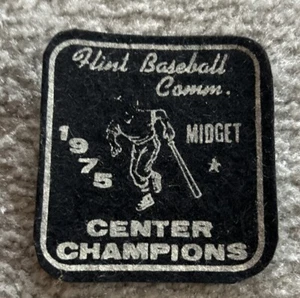 Flint Baseball
Comm.
1975
MIDGET
CENTER
CHAMPIONS